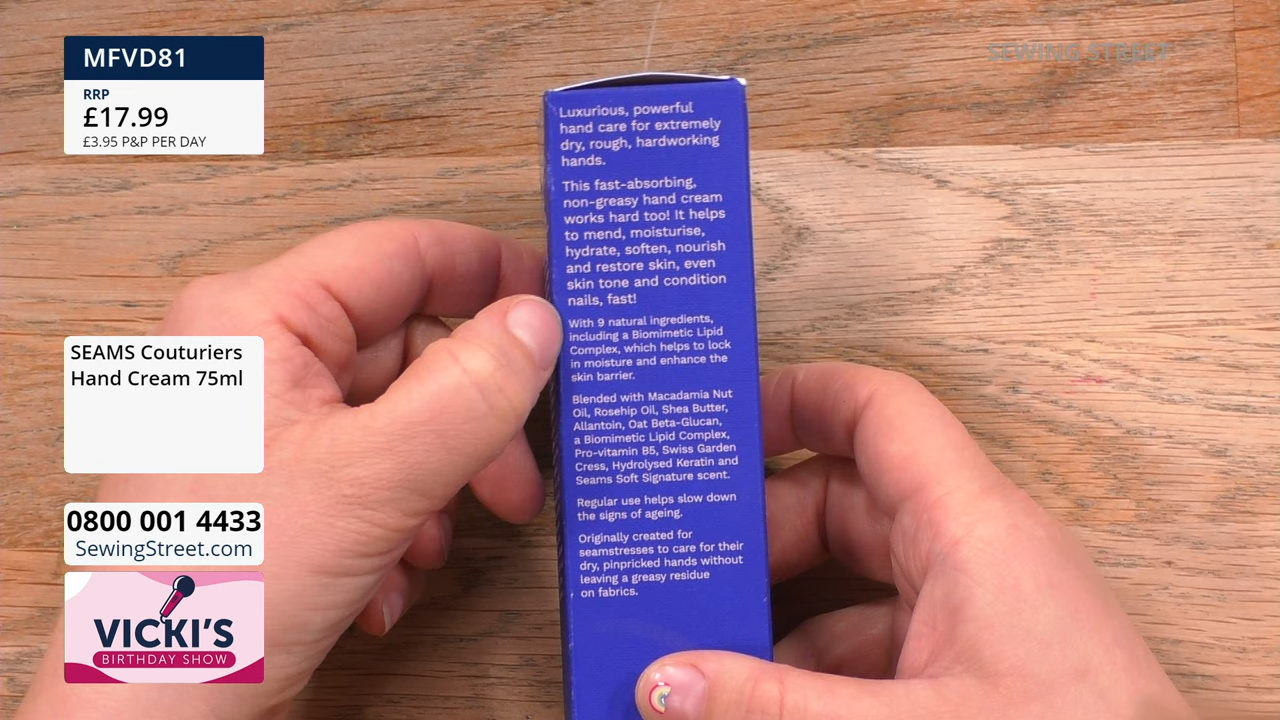 MFVD81
RRP
£17.99
£3.95 P&P PER DAY
SEWING STREET
Luxurious, powerful
hand care for extremely
dry, rough, hardworking
hands.
This fast-absorbing,
non-greasy hand cream
works hard too! It helps
to mend, moisturise,
hydrate, soften, nourish
and restore skin, even
skin tone and condition
nails, fast!
With 9 natural ingredients,
including a Biomimetic Lipid
Complex, which helps to lock
in moisture and enhance the
skin barrier.
Blended with Macadamia Nut
Oil, Rosehip Oil, Shea Butter,
Allantoin, Oat Beta-Glucan,
a Biomimetic Lipid Complex,
Pro-vitamin B5, Swiss Garden
Cress, Hydrolysed Keratin and
Seams Soft Signature scent.
Regular use helps slow down
the signs of ageing.
Originally created for
seamstresses to care for their
dry, pinpricked hands without
leaving a greasy residue
on fabrics.
SEAMS Couturiers
Hand Cream 75ml
0800 001 4433
SewingStreet.com
VICKI'S
BIRTHDAY SHOW